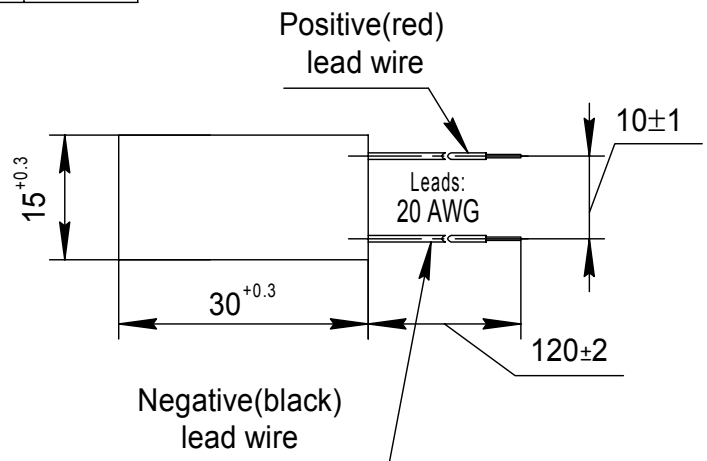 Positive(red)
lead wire
10±1
Leads:
20 AWG
15+0.3
30+0.3
120±2
Negative(black)
lead wire